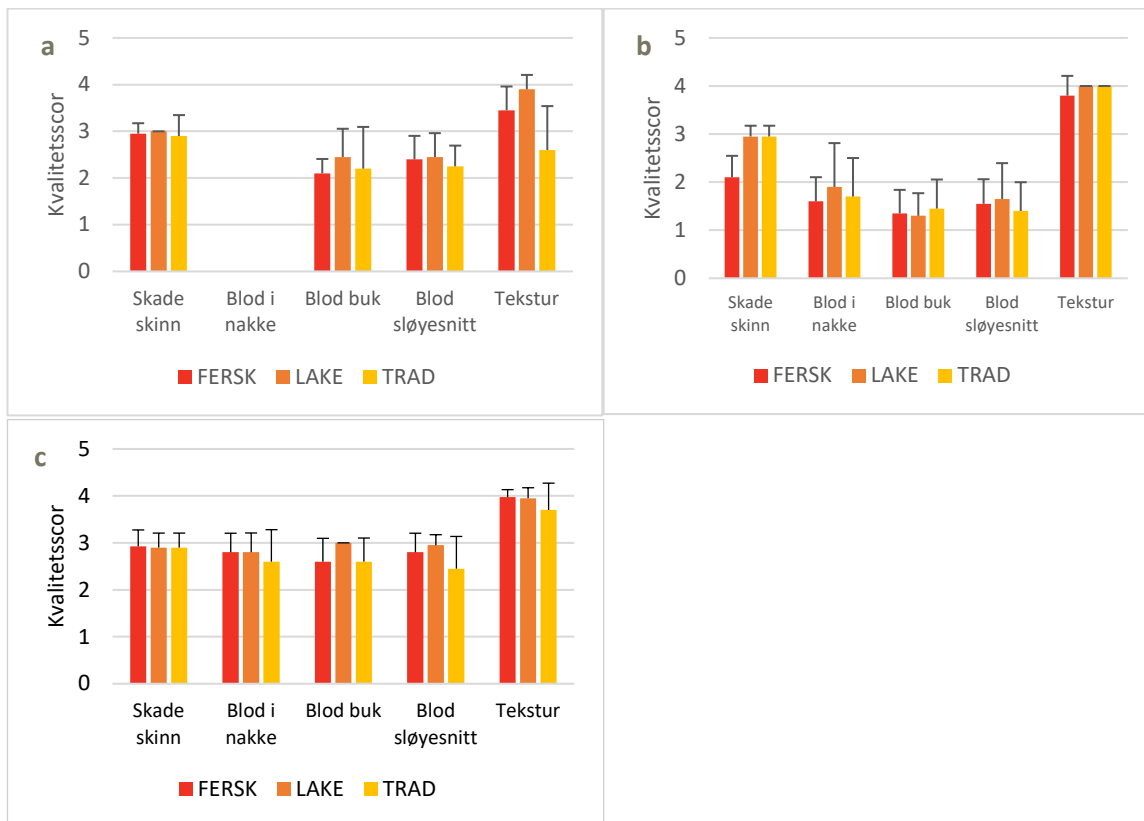 a
Kvalitetsscor
5
4
3
2
1
0
Skade skinn
Blod i nakke
Blod buk
Blod sløyesnitt
Tekstur
FERSK LAKE TRAD
b
Kvalitetsscor
5
4
3
2
1
0
Skade skinn
Blod i nakke
Blod buk
Blod sløyesnitt
Tekstur
FERSK LAKE TRAD
c
Kvalitetsscor
5
4
3
2
1
0
Skade skinn
Blod i nakke
Blod buk
Blod sløyesnitt
Tekstur
FERSK LAKE TRAD